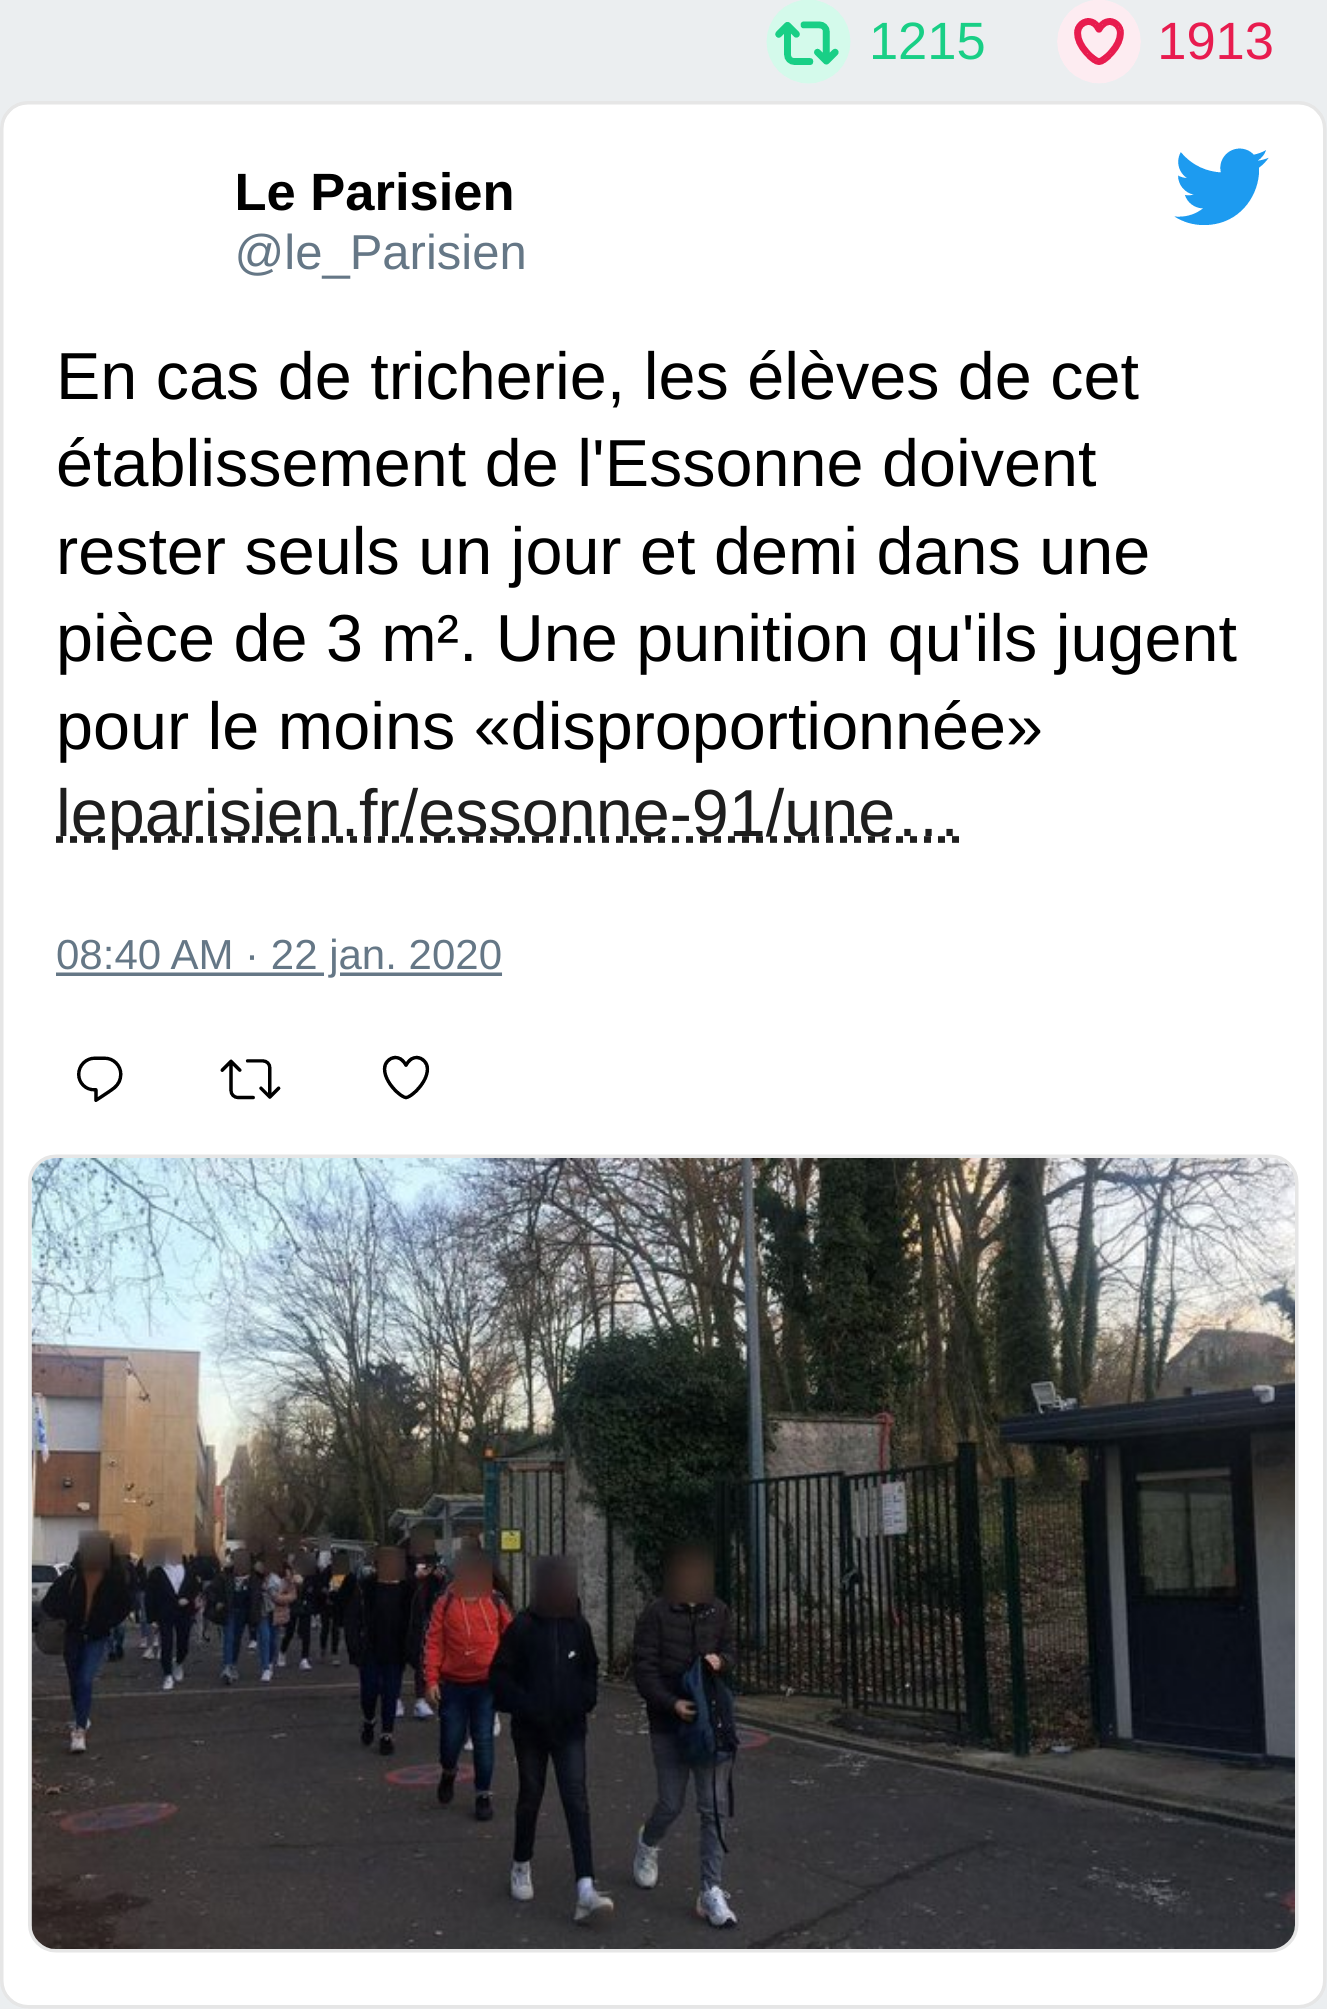 1215 1913
Le Parisien
@le_Parisien
En cas de tricherie, les élèves de cet
établissement de l'Essonne doivent
rester seuls un jour et demi dans une
pièce de 3 m². Une punition qu'ils jugent
pour le moins «disproportionnée»
leparisien.fr/essonne-91/une...
08:40 AM · 22 jan. 2020